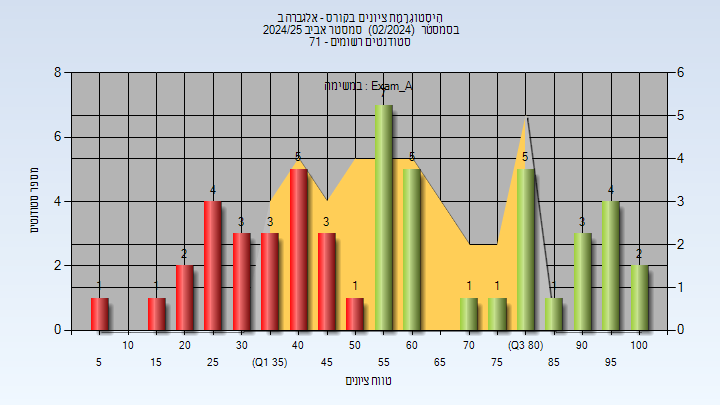 היסטוגרמת ציונים בקורס - אלגברה ב
בסמסטר (02/2024) סמסטר אביב 2024/25
סטודנטים רשומים - 71
במשימה : Exam_A
8 6
5
6
4
4 3
2
2
1
0 0
מספר סטודנטים
1 1 2 4 3 3 5 3 1 7 5 1 1 5 1 3 4 2
10 20 30 40 50 60 70 (Q3 80) 90 100
5 15 25 (Q1 35) 45 55 65 75 85 95
טווח ציונים